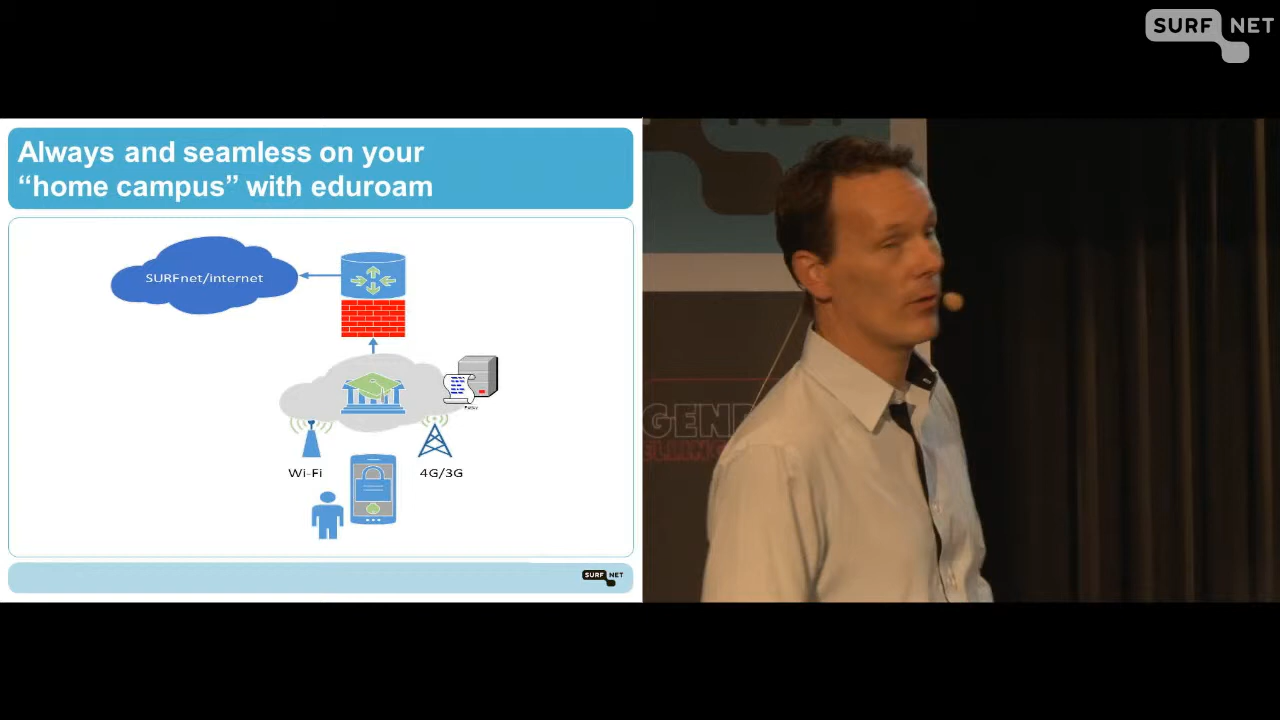 SURF NET
Always and seamless on your
“home campus” with eduroam
SURFnet/internet
Wi-Fi
4G/3G
SURF NET
GEN